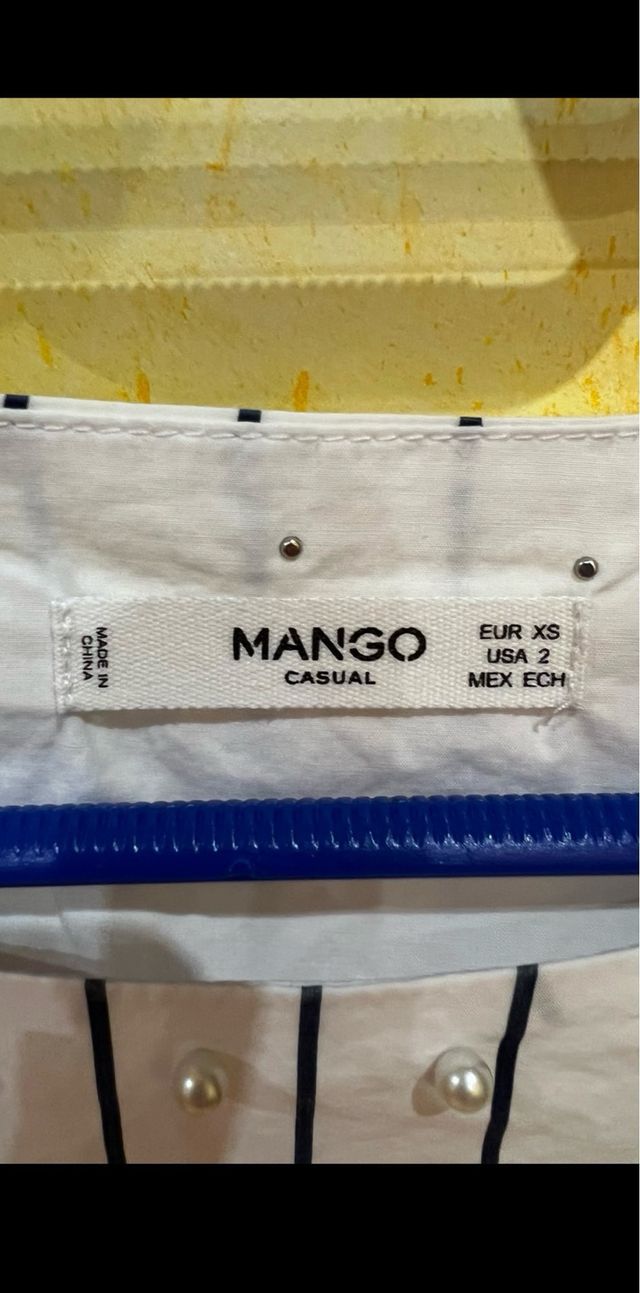 MADE IN
CHINA
MANGO
CASUAL
EUR XS
USA 2
MEX ECH